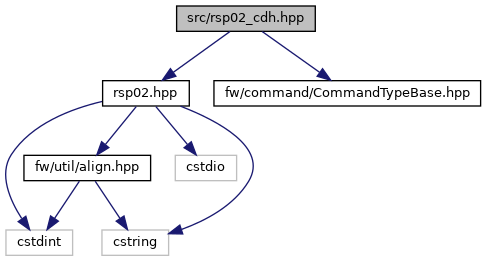 src/rsp02_cdh.hpp
rsp02.hpp
fw/command/CommandTypeBase.hpp
fw/util/align.hpp
cstdio
cstdint
cstring